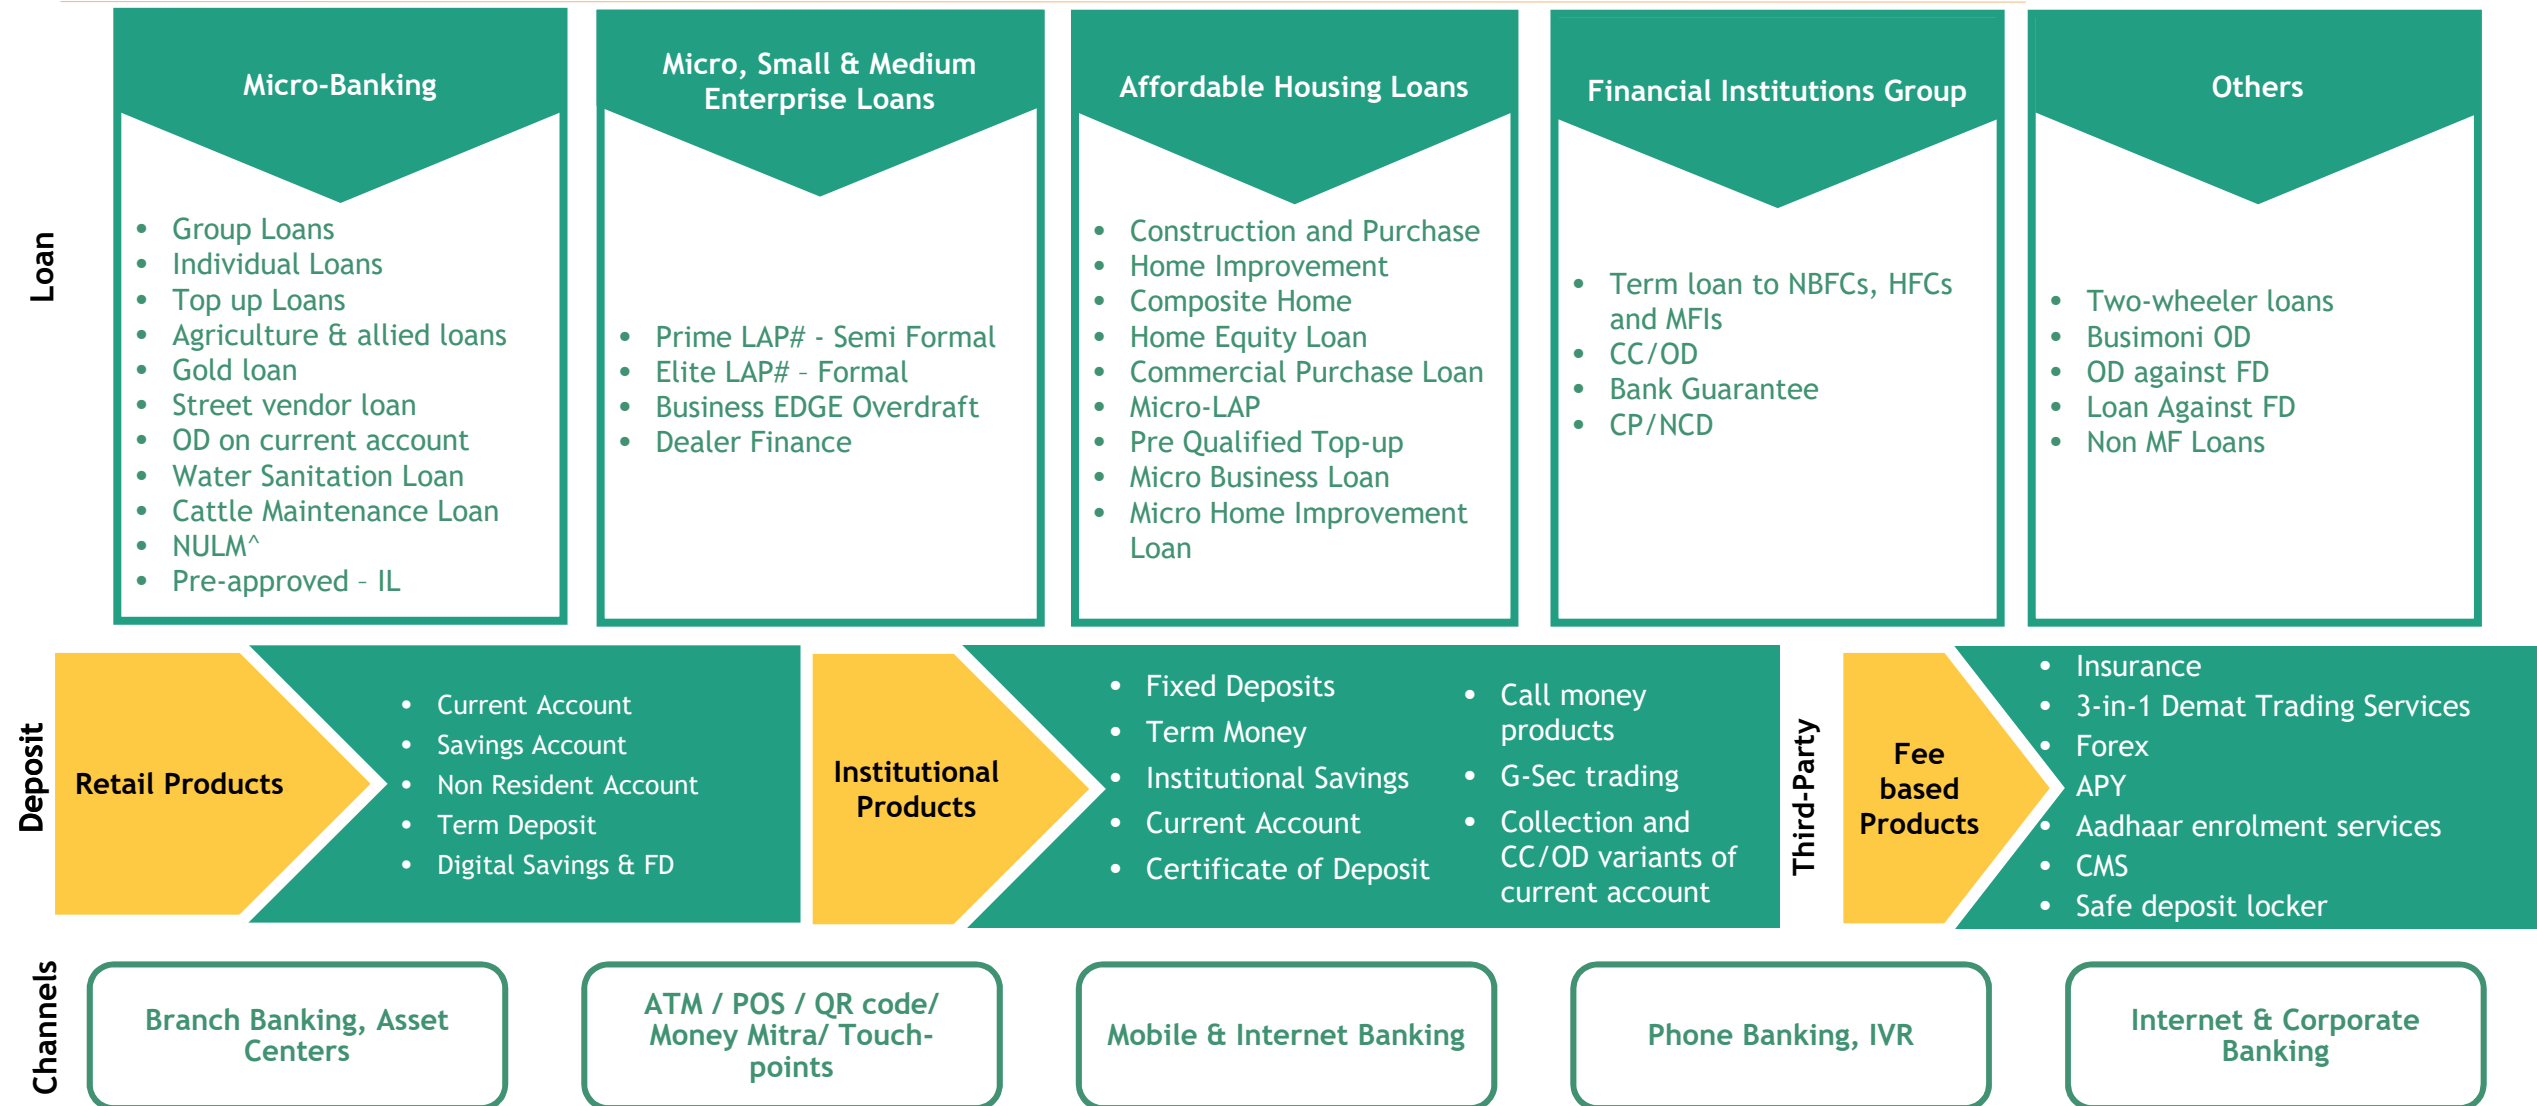 Loan
Micro-Banking
• Group Loans
• Individual Loans
• Top up Loans
• Agriculture & allied loans
• Gold loan
• Street vendor loan
• OD on current account
• Water Sanitation Loan
• Cattle Maintenance Loan
• NULM^
• Pre-approved – IL
Micro, Small & Medium
Enterprise Loans
• Prime LAP# - Semi Formal
• Elite LAP# – Formal
• Business EDGE Overdraft
• Dealer Finance
Affordable Housing Loans
• Construction and Purchase
• Home Improvement
• Composite Home
• Home Equity Loan
• Commercial Purchase Loan
• Micro-LAP
• Pre Qualified Top-up
• Micro Business Loan
• Micro Home Improvement
Loan
Financial Institutions Group
• Term loan to NBFCs, HFCs
and MFIs
• CC/OD
• Bank Guarantee
• CP/NCD
Others
• Two-wheeler loans
• Busimoni OD
• OD against FD
• Loan Against FD
• Non MF Loans
Deposit
Retail Products
• Current Account
• Savings Account
• Non Resident Account
• Term Deposit
• Digital Savings & FD
Institutional
Products
• Fixed Deposits
• Term Money
• Institutional Savings
• Current Account
• Certificate of Deposit
• Call money
products
• G-Sec trading
• Collection and
CC/OD variants of
current account
Third-Party
Fee
based
Products
• Insurance
• 3-in-1 Demat Trading Services
• Forex
• APY
• Aadhaar enrolment services
• CMS
• Safe deposit locker
Channels
Branch Banking, Asset
Centers
ATM / POS / QR code/
Money Mitra/ Touch-
points
Mobile & Internet Banking
Phone Banking, IVR
Internet & Corporate
Banking